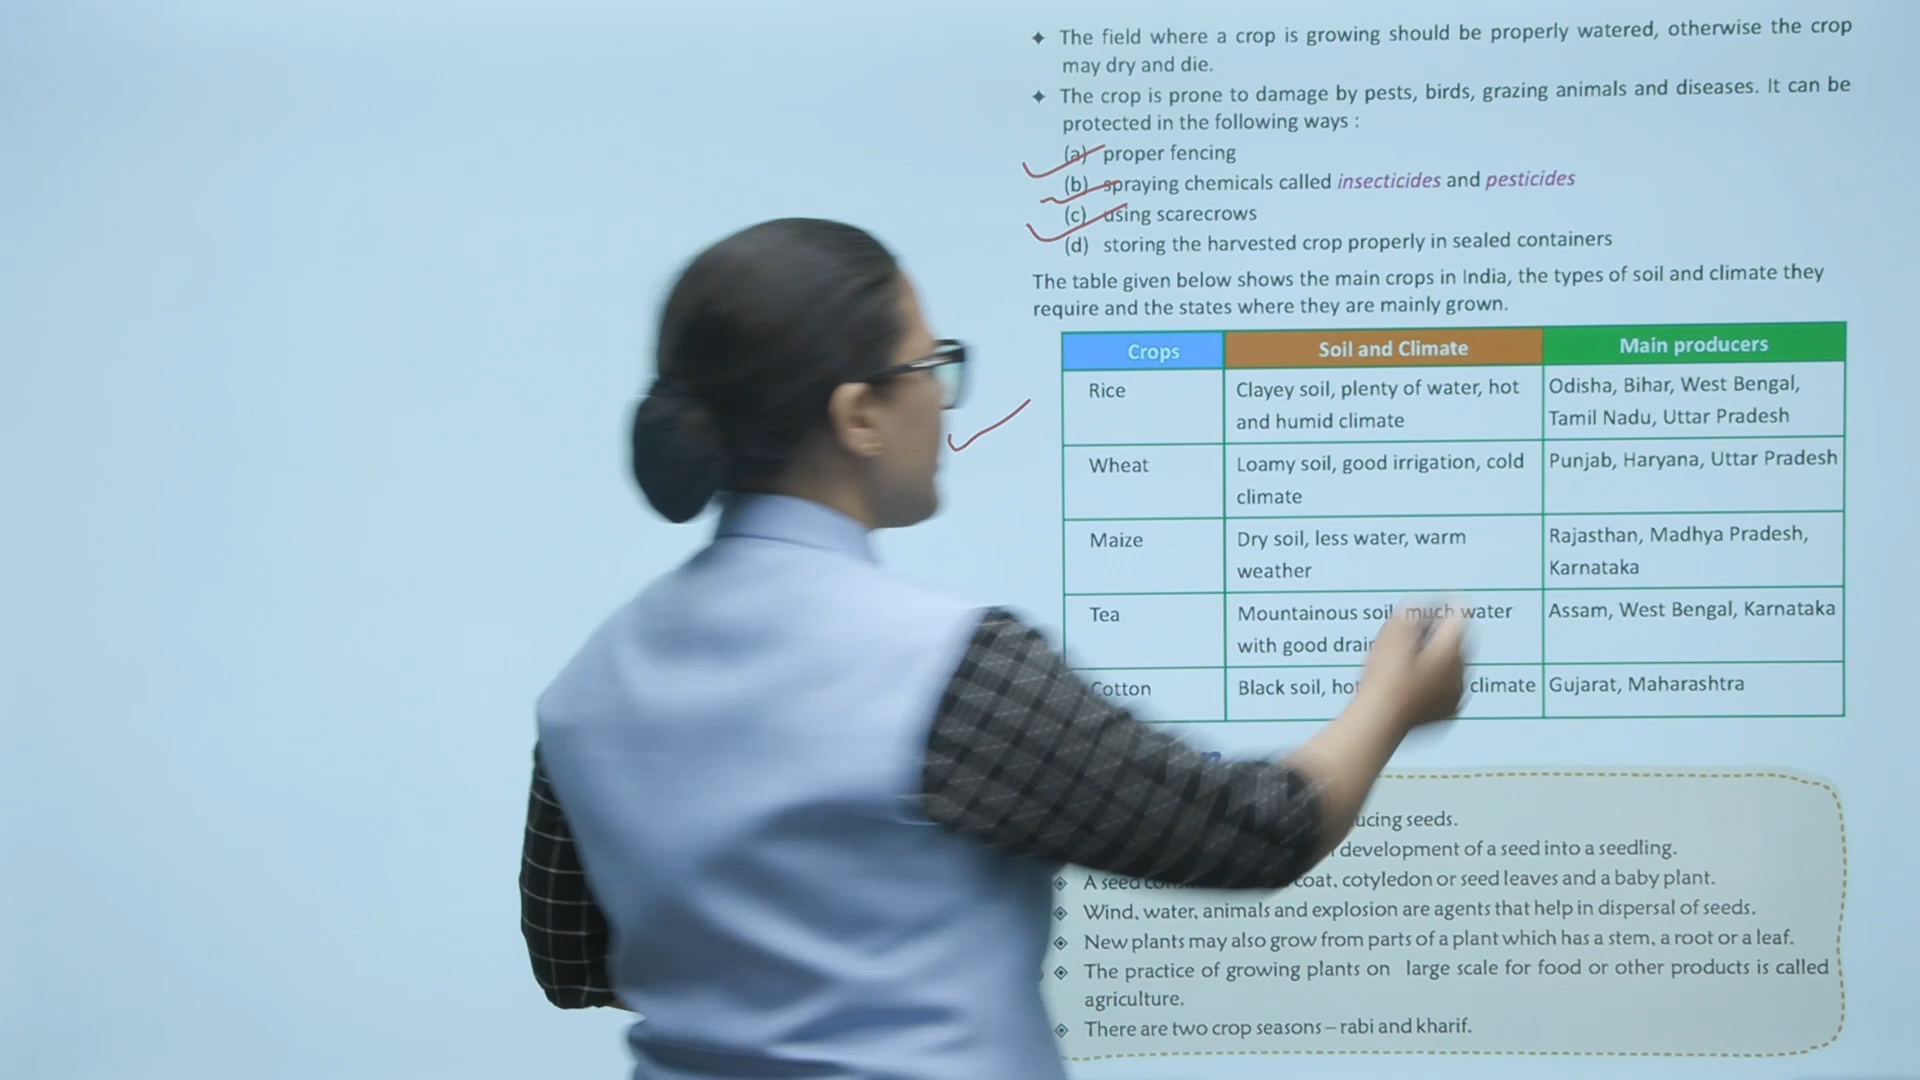 ✦ The field where a crop is growing should be properly watered, otherwise the crop
may dry and die.
✦ The crop is prone to damage by pests, birds, grazing animals and diseases. It can be
protected in the following ways :
(a) proper fencing
(b) spraying chemicals called insecticides and pesticides
(c) using scarecrows
(d) storing the harvested crop properly in sealed containers
The table given below shows the main crops in India, the types of soil and climate they
require and the states where they are mainly grown.
Crops Soil and Climate Main producers
Rice Clayey soil, plenty of water, hot Odisha, Bihar, West Bengal,
and humid climate Tamil Nadu, Uttar Pradesh
Wheat Loamy soil, good irrigation, cold Punjab, Haryana, Uttar Pradesh
climate
Maize Dry soil, less water, warm Rajasthan, Madhya Pradesh,
weather Karnataka
Tea Mountainous soil, much water Assam, West Bengal, Karnataka
with good
Cotton Black soil, climate Gujarat, Maharashtra
seeds.
development of a seed into a seedling.
A seed coat, cotyledon or seed leaves and a baby plant.
Wind, water, animals and explosion are agents that help in dispersal of seeds.
New plants may also grow from parts of a plant which has a stem, a root or a leaf.
The practice of growing plants on large scale for food or other products is called
agriculture.
There are two crop seasons – rabi and kharif.